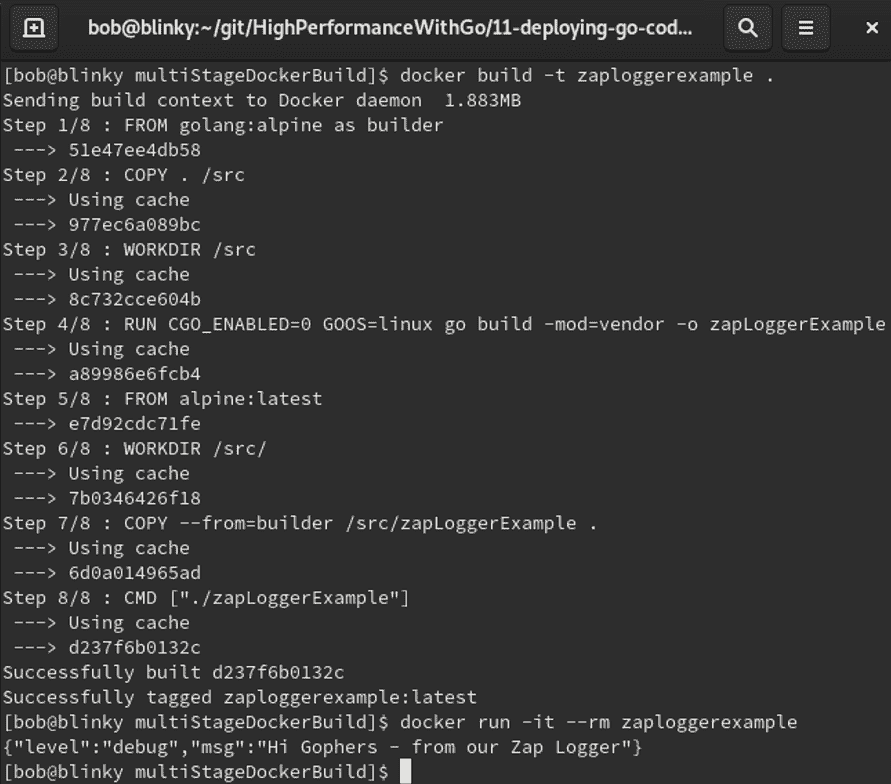 bob@blinky:~/git/HighPerformanceWithGo/11-deploying-go-cod...
[bob@blinky multiStageDockerBuild]$ docker build -t zaploggerexample .
Sending build context to Docker daemon  1.883MB
Step 1/8 : FROM golang:alpine as builder
 ---> 51e47ee4db58
Step 2/8 : COPY . /src
 ---> Using cache
 ---> 977ec6a089bc
Step 3/8 : WORKDIR /src
 ---> Using cache
 ---> 8c732cce604b
Step 4/8 : RUN CGO_ENABLED=0 GOOS=linux go build -mod=vendor -o zapLoggerExample
 ---> Using cache
 ---> a89986e6fcb4
Step 5/8 : FROM alpine:latest
 ---> e7d92cdc71fe
Step 6/8 : WORKDIR /src/
 ---> Using cache
 ---> 7b0346426f18
Step 7/8 : COPY --from=builder /src/zapLoggerExample .
 ---> Using cache
 ---> 6d0a014965ad
Step 8/8 : CMD ["./zapLoggerExample"]
 ---> Using cache
 ---> d237f6b0132c
Successfully built d237f6b0132c
Successfully tagged zaploggerexample:latest
[bob@blinky multiStageDockerBuild]$ docker run -it --rm zaploggerexample
{"level":"debug","msg":"Hi Gophers - from our Zap Logger"}
[bob@blinky multiStageDockerBuild]$